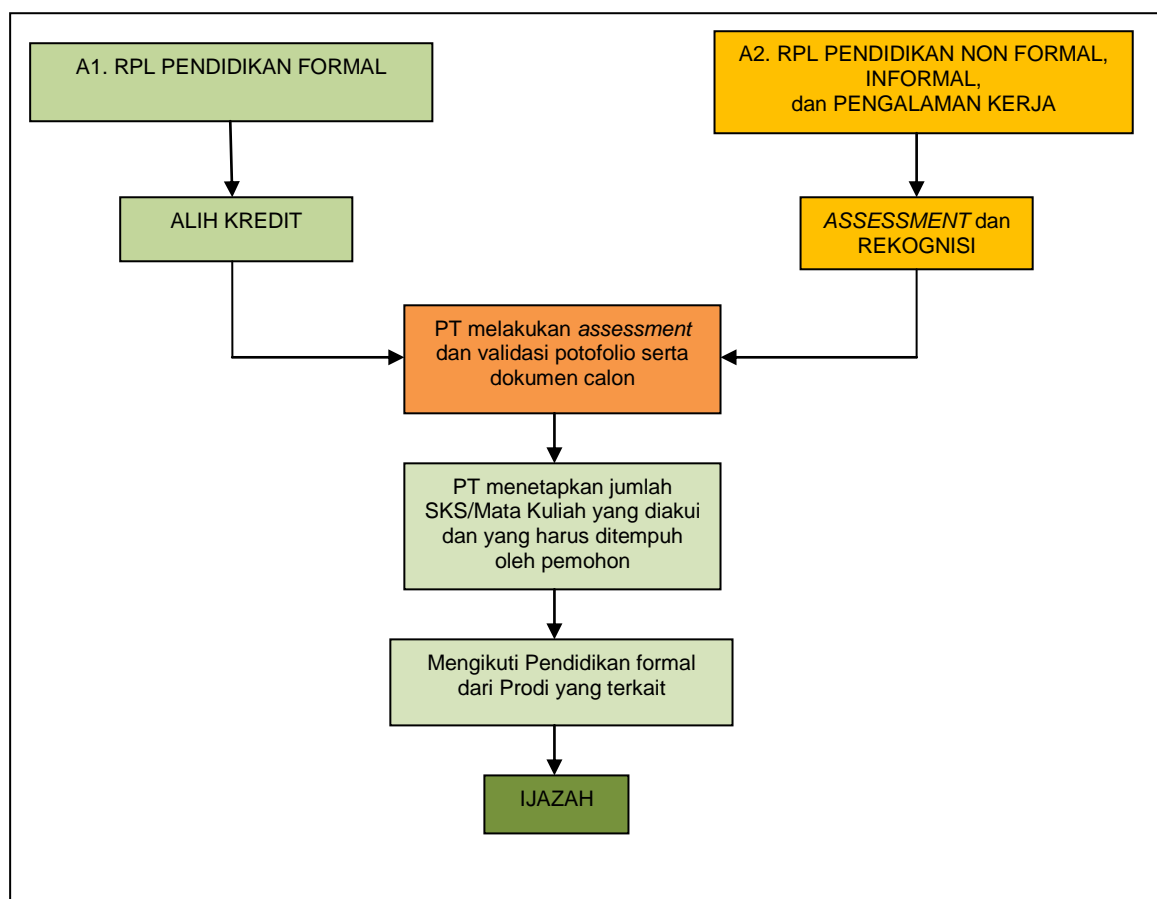 A1. RPL PENDIDIKAN FORMAL
A2. RPL PENDIDIKAN NON FORMAL,
INFORMAL,
dan PENGALAMAN KERJA
ALIH KREDIT
ASSESSMENT dan
REKOGNISI
PT melakukan assessment
dan validasi potofolio serta
dokumen calon
PT menetapkan jumlah
SKS/Mata Kuliah yang diakui
dan yang harus ditempuh
oleh pemohon
Mengikuti Pendidikan formal
dari Prodi yang terkait
IJAZAH